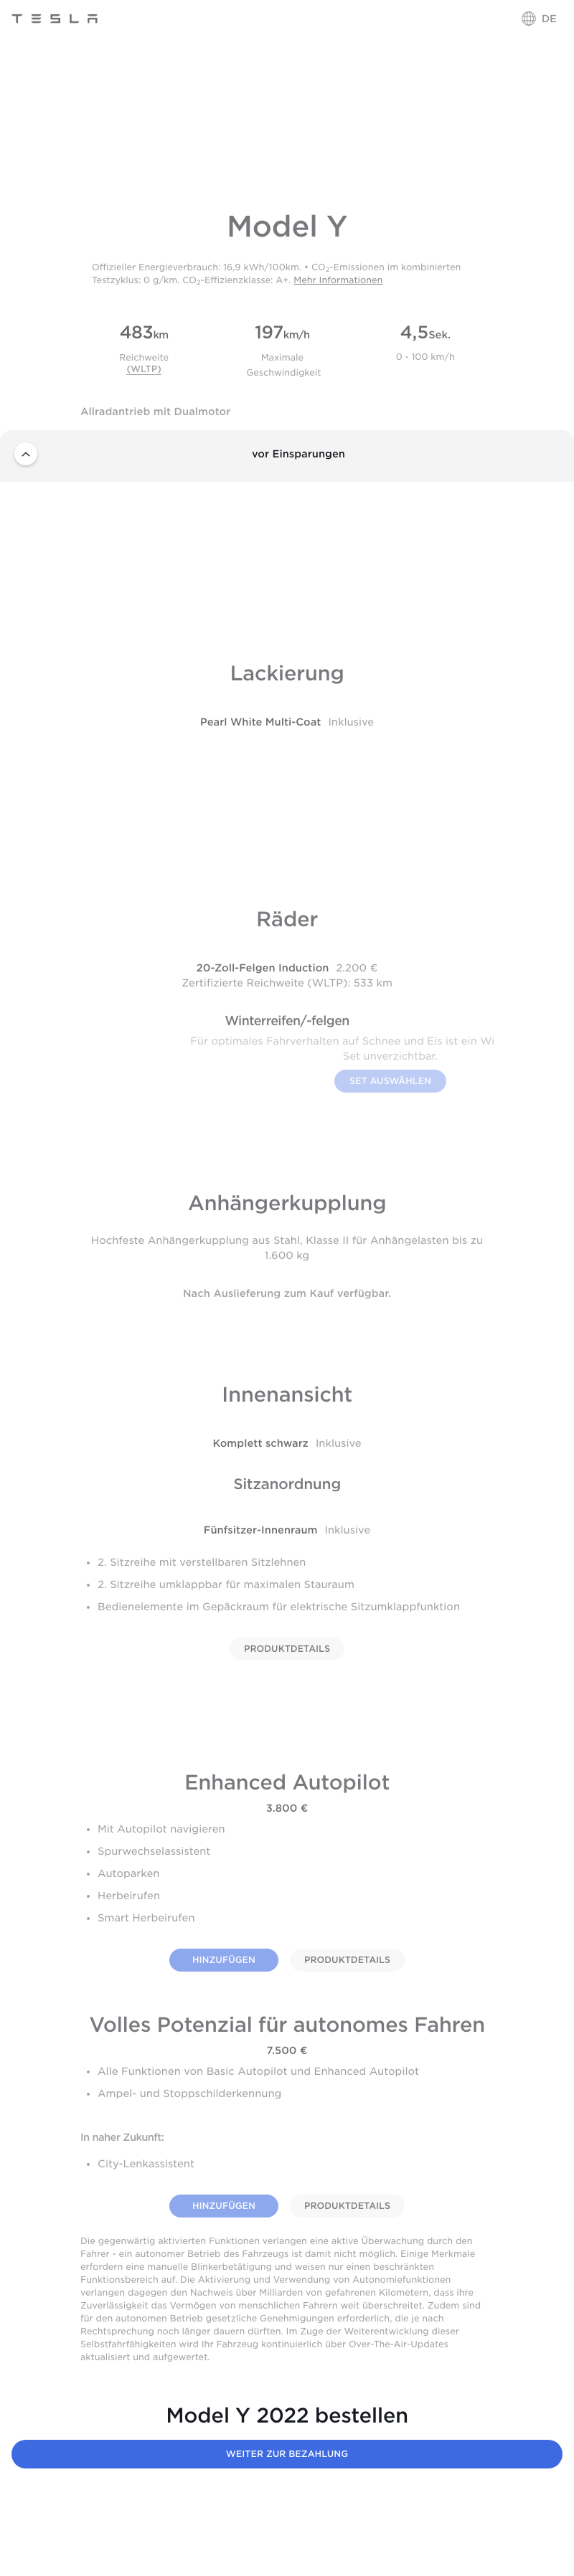 TESLA
DE
Model Y
Offizieller Energieverbrauch: 16,9 kWh/100km. • CO2-Emissionen im kombinierten
Testzyklus: 0 g/km. CO2-Effizienzklasse: A+. Mehr Informationen
483km
197km/h
4,5Sek.
Reichweite
(WLTP)
Maximale
Geschwindigkeit
0 - 100 km/h
Allradantrieb mit Dualmotor
vor Einsparungen
Lackierung
Pearl White Multi-Coat Inklusive
Räder
20-Zoll-Felgen Induction 2.200 €
Zertifizierte Reichweite (WLTP): 533 km
Winterreifen/-felgen
Für optimales Fahrverhalten auf Schnee und Eis ist ein Wi
Set unverzichtbar.
SET AUSWÄHLEN
Anhängerkupplung
Hochfeste Anhängerkupplung aus Stahl, Klasse II für Anhängelasten bis zu
1.600 kg
Nach Auslieferung zum Kauf verfügbar.
Innenansicht
Komplett schwarz Inklusive
Sitzanordnung
Fünfsitzer-Innenraum Inklusive
• 2. Sitzreihe mit verstellbaren Sitzlehnen
• 2. Sitzreihe umklappbar für maximalen Stauraum
• Bedienelemente im Gepäckraum für elektrische Sitzumklappfunktion
PRODUKTDETAILS
Enhanced Autopilot
3.800 €
• Mit Autopilot navigieren
• Spurwechselassistent
• Autoparken
• Herbeirufen
• Smart Herbeirufen
HINZUFÜGEN PRODUKTDETAILS
Volles Potenzial für autonomes Fahren
7.500 €
• Alle Funktionen von Basic Autopilot und Enhanced Autopilot
• Ampel- und Stoppschilderkennung
In naher Zukunft:
• City-Lenkassistent
HINZUFÜGEN PRODUKTDETAILS
Die gegenwärtig aktivierten Funktionen verlangen eine aktive Überwachung durch den
Fahrer - ein autonomer Betrieb des Fahrzeugs ist damit nicht möglich. Einige Merkmale
erfordern eine manuelle Blinkerbetätigung und weisen nur einen beschränkten
Funktionsbereich auf. Die Aktivierung und Verwendung von Autonomiefunktionen
verlangen dagegen den Nachweis über Milliarden von gefahrenen Kilometern, dass ihre
Zuverlässigkeit das Vermögen von menschlichen Fahrern weit überschreitet. Zudem sind
für den autonomen Betrieb gesetzliche Genehmigungen erforderlich, die je nach
Rechtsprechung noch länger dauern dürften. Im Zuge der Weiterentwicklung dieser
Selbstfahrfähigkeiten wird Ihr Fahrzeug kontinuierlich über Over-The-Air-Updates
aktualisiert und aufgewertet.
Model Y 2022 bestellen
WEITER ZUR BEZAHLUNG